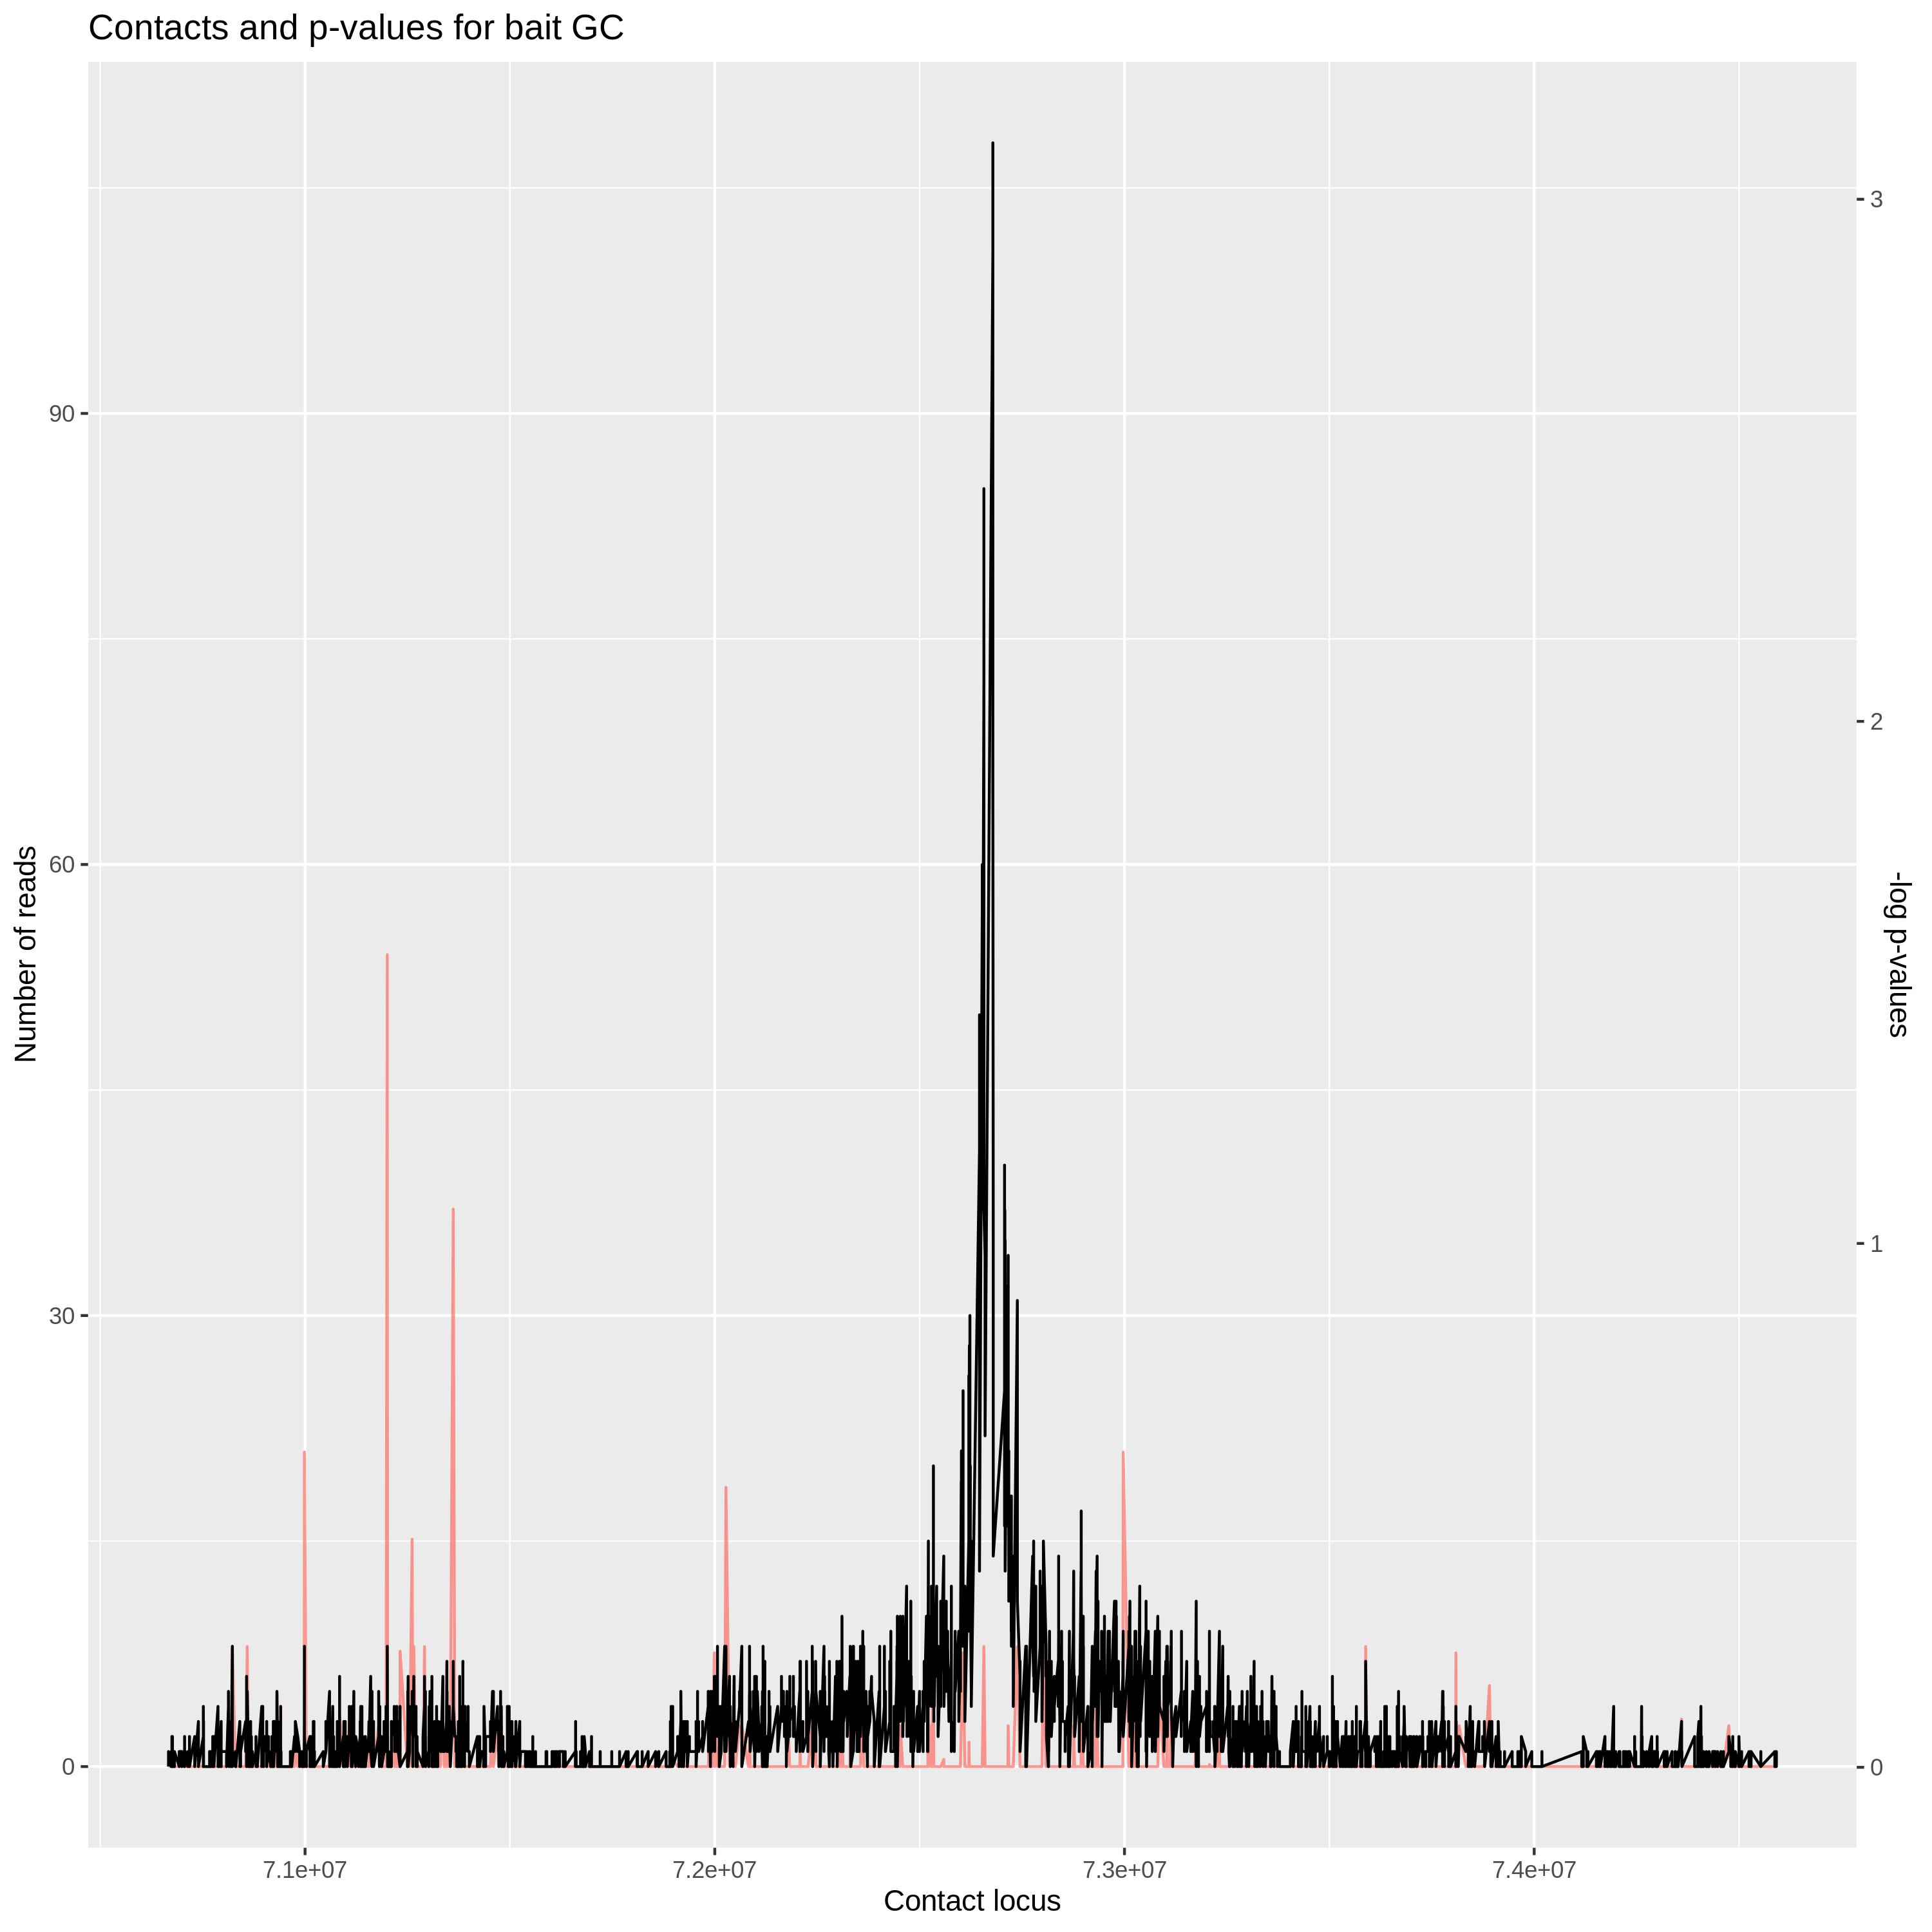 Contacts and p-values for bait GC
90
60
30
0
3
2
1
0
Number of reads
-log p-values
7.1e+07
7.2e+07
7.3e+07
7.4e+07
Contact locus